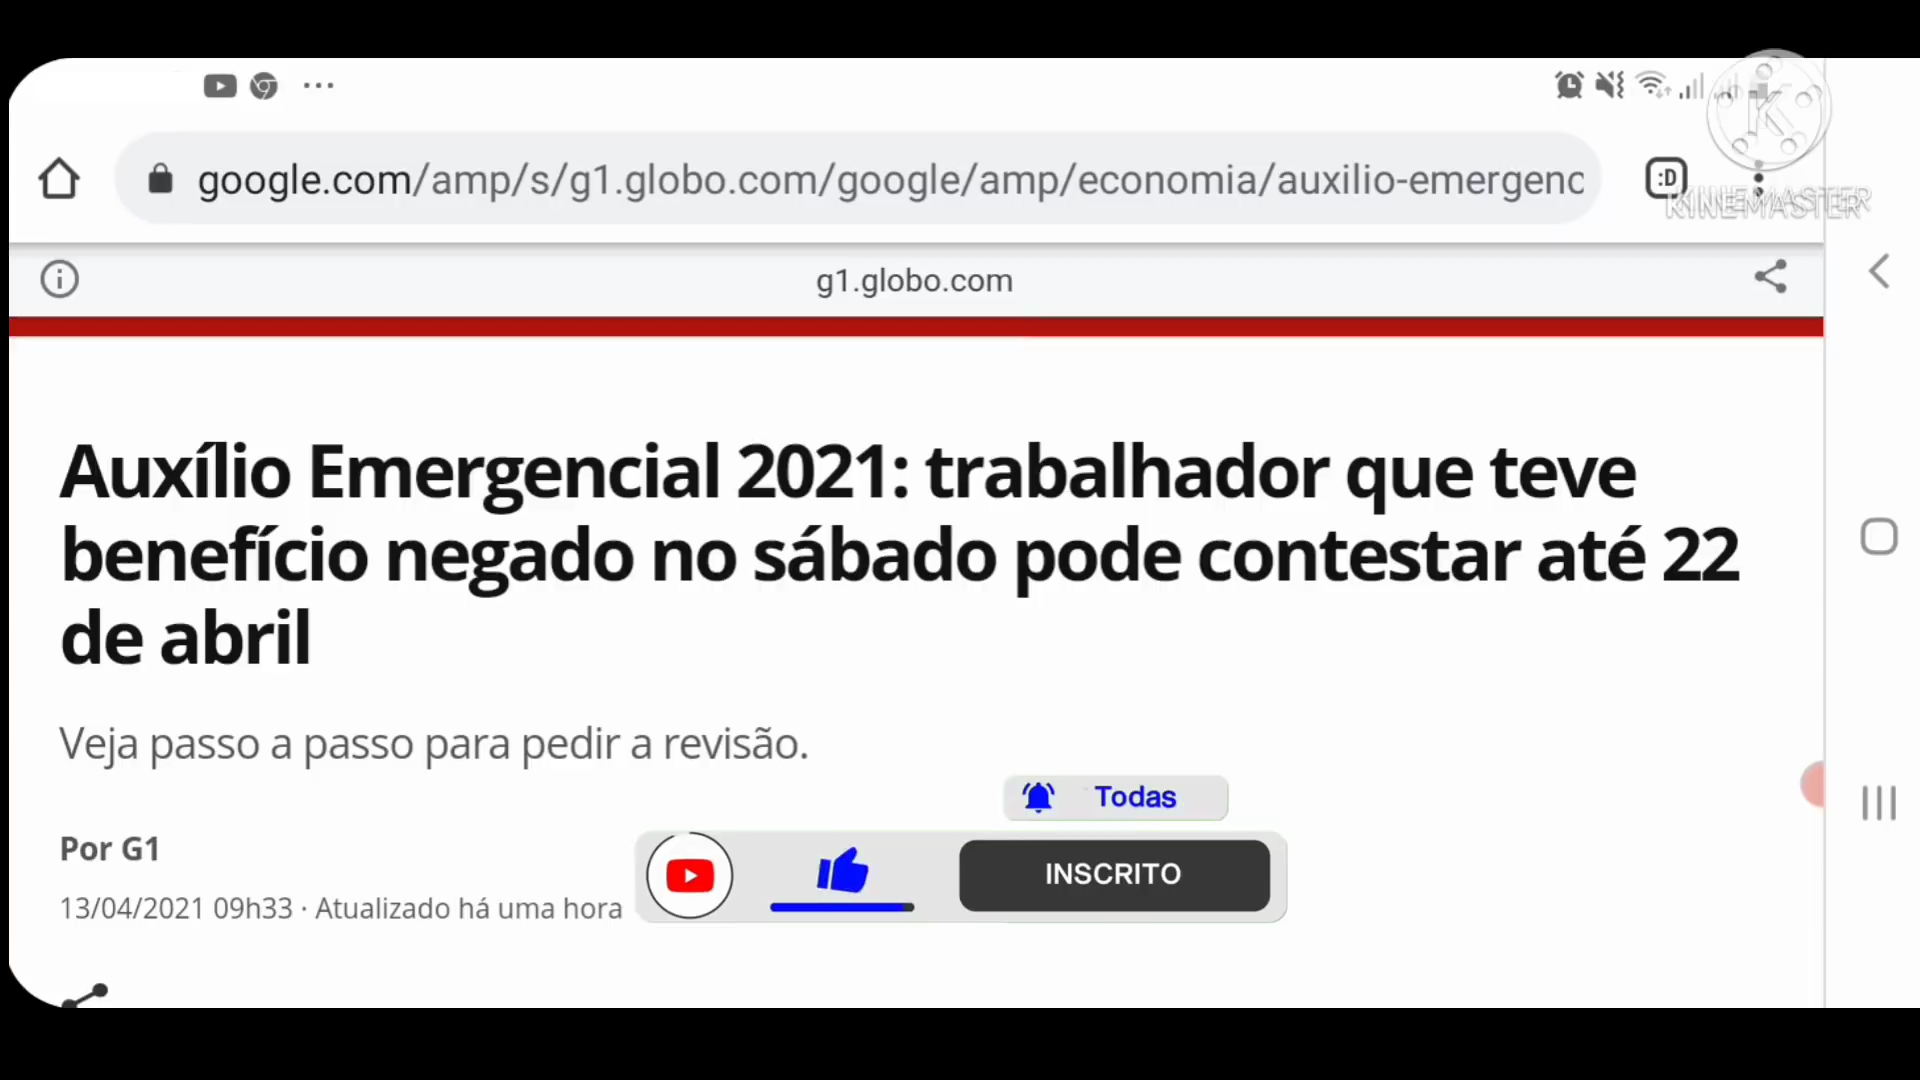 google.com/amp/s/g1.globo.com/google/amp/economia/auxilio-emergenc
:D
KINEMASTER
g1.globo.com
Auxílio Emergencial 2021: trabalhador que teve
benefício negado no sábado pode contestar até 22
de abril
Veja passo a passo para pedir a revisão.
Todas
Por G1
INSCRITO
13/04/2021 09h33 · Atualizado há uma hora